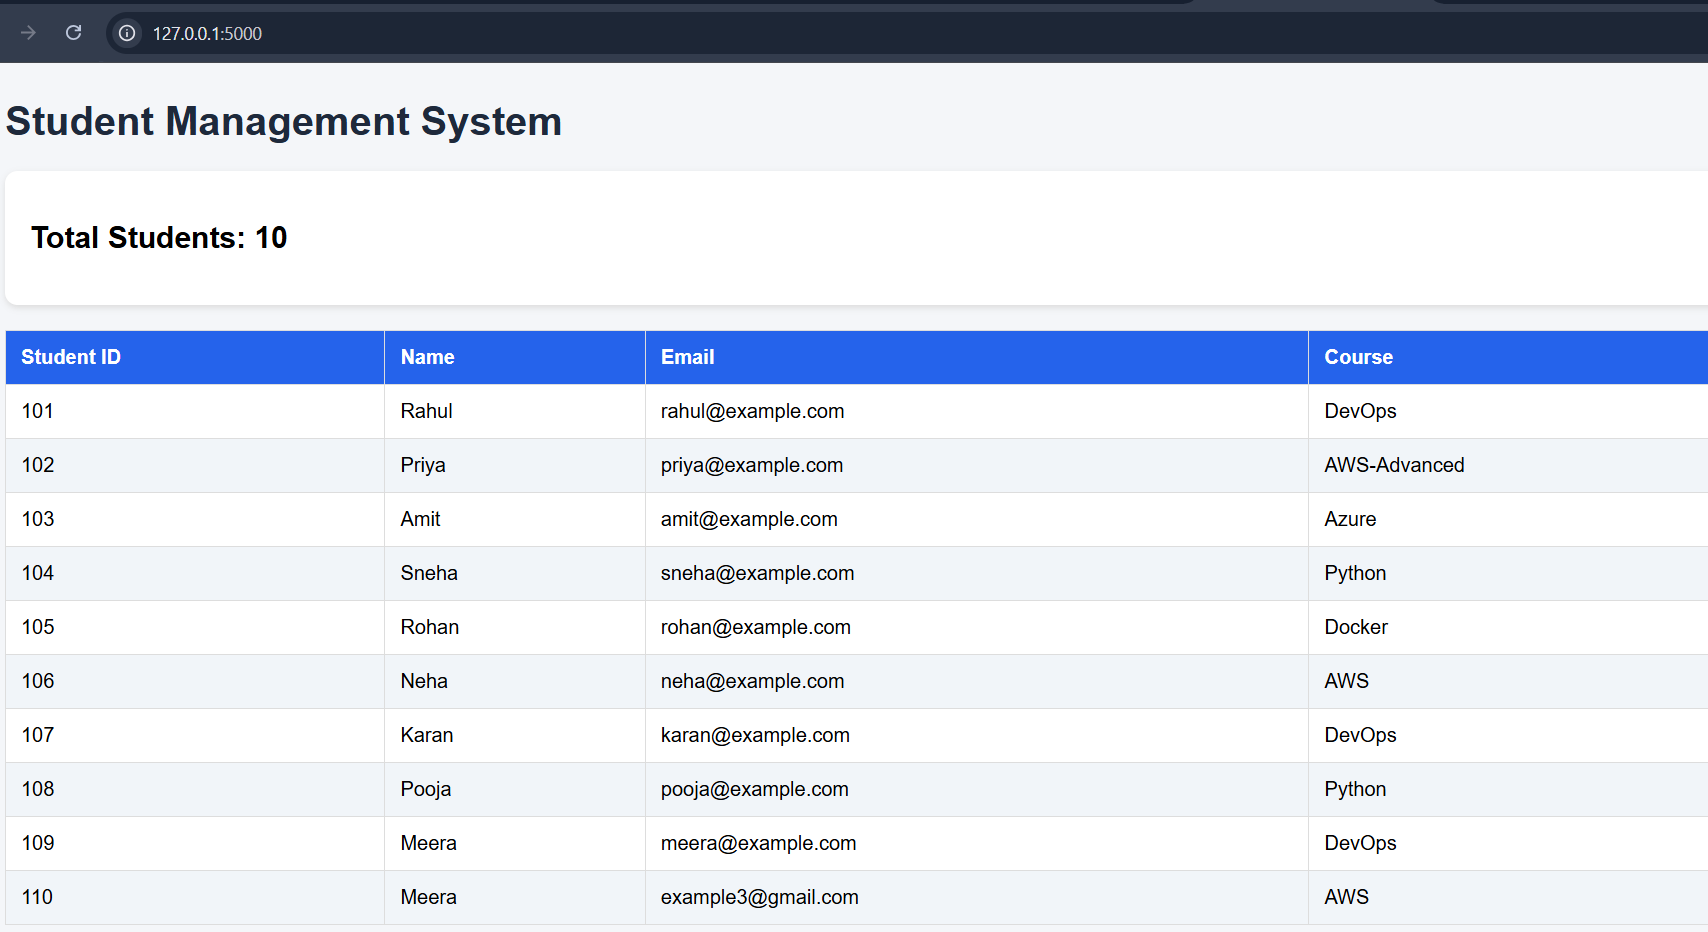 127.0.0.1:5000
Student Management System
Total Students: 10
Student ID Name Email Course
101 Rahul rahul@example.com DevOps
102 Priya priya@example.com AWS-Advanced
103 Amit amit@example.com Azure
104 Sneha sneha@example.com Python
105 Rohan rohan@example.com Docker
106 Neha neha@example.com AWS
107 Karan karan@example.com DevOps
108 Pooja pooja@example.com Python
109 Meera meera@example.com DevOps
110 Meera example3@gmail.com AWS